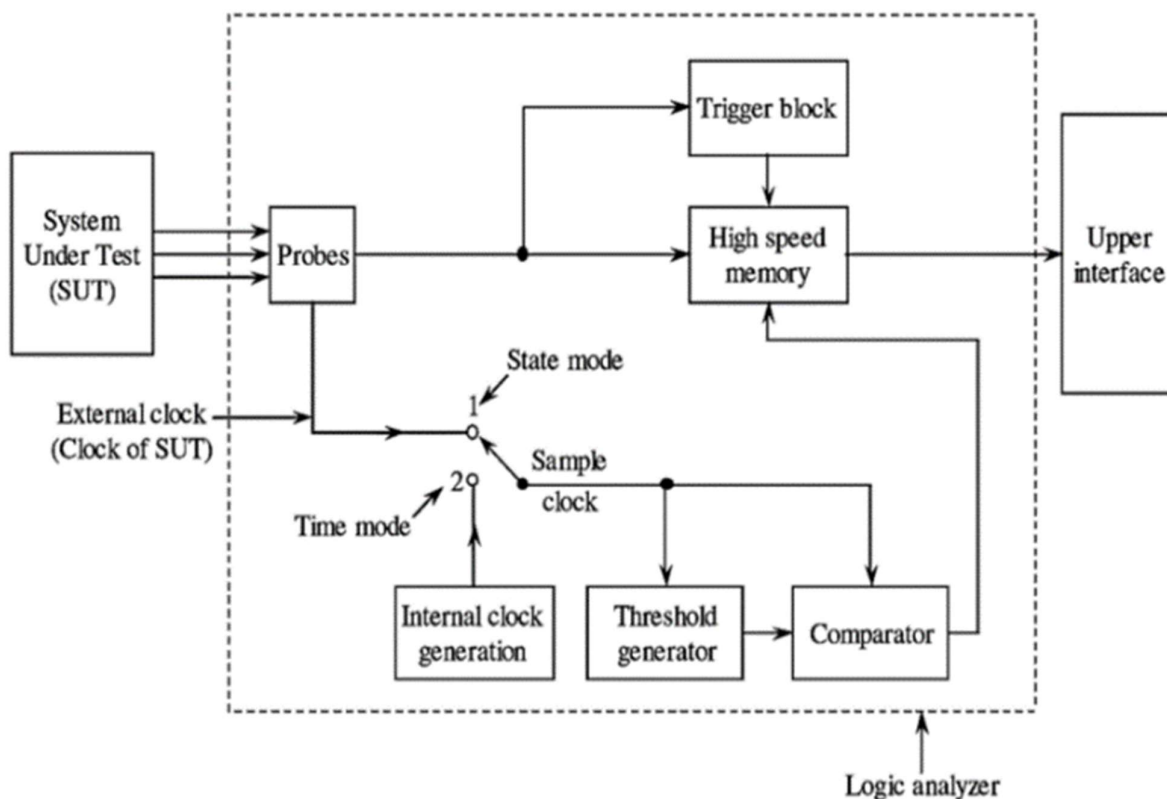 Trigger block
System
Under Test
(SUT)
Probes
High speed
memory
Upper
interface
State mode
1
External clock
(Clock of SUT)
Sample
clock
2
Time mode
Internal clock
generation
Threshold
generator
Comparator
Logic analyzer